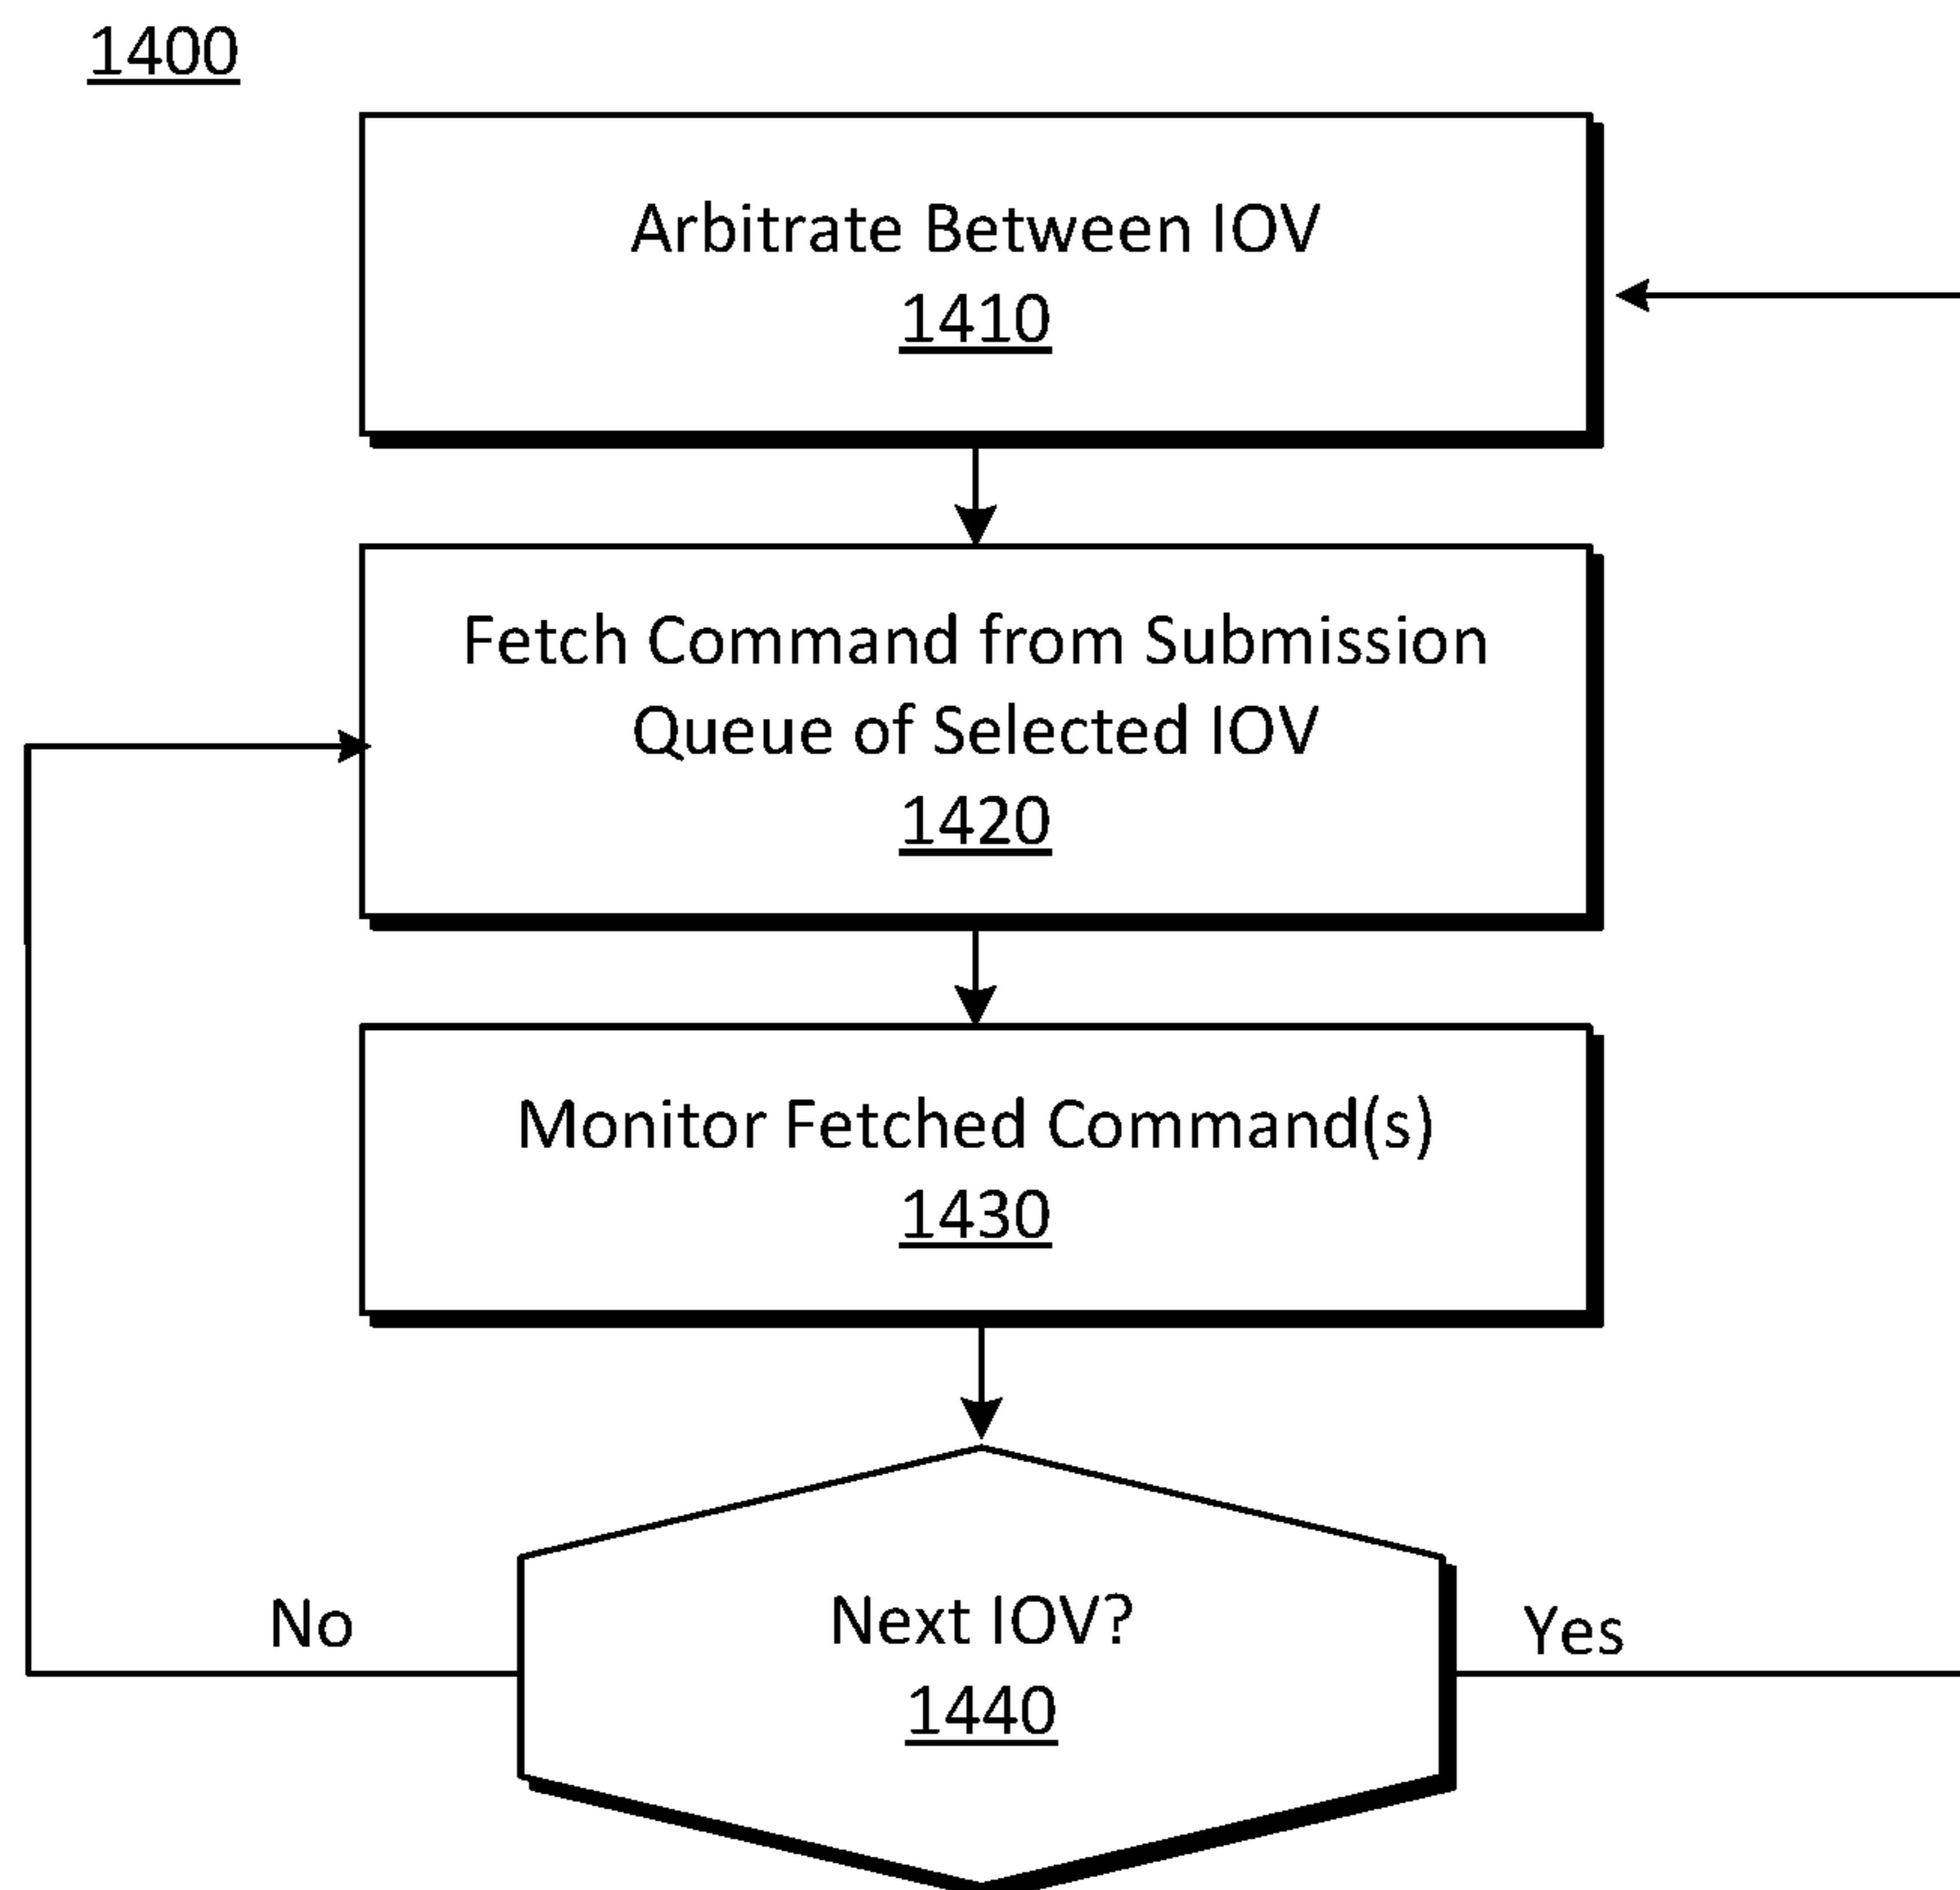 1400
Arbitrate Between IOV
1410
Fetch Command from Submission
Queue of Selected IOV
1420
Monitor Fetched Command(s)
1430
Next IOV?
1440
No
Yes